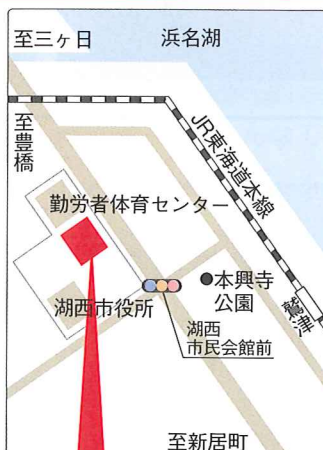 至三ヶ日
浜名湖
至豊橋
JR東海道本線
勤労者体育センター
本興寺
公園
鷲津
湖西市役所
湖西
市民会館前
至新居町